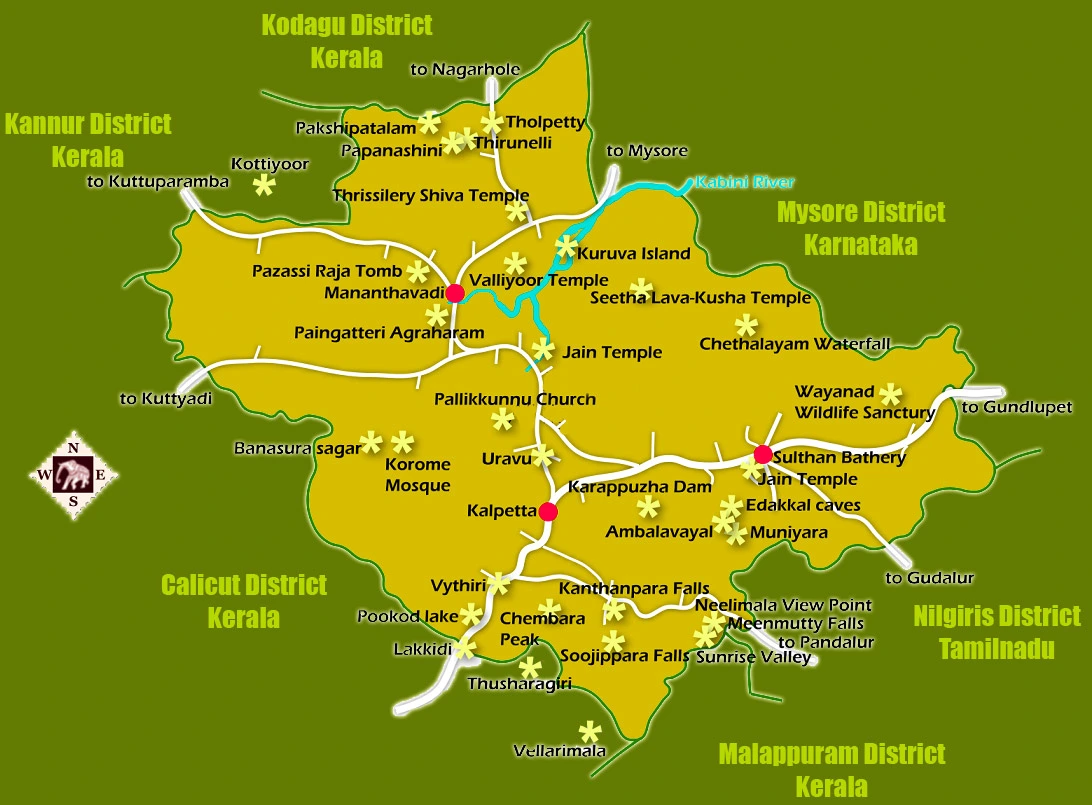 Kodagu District
Kerala
to Nagarhole
Kannur District
Kerala
Kottiyoor
to Kuttuparamba
Pakshipatalam
Papanashini
Tholpetty
Thirunelli
to Mysore
Kabini River
Thrissilery Shiva Temple
Mysore District
Karnataka
Kuruva Island
Pazassi Raja Tomb
Valliyoor Temple
Mananthavadi
Seetha Lava-Kusha Temple
Paingatteri Agraharam
Chethalayam Waterfall
Jain Temple
to Kuttyadi
Pallikkunnu Church
Wayanad
Wildlife Sanctury
to Gundlupet
Banasura sagar
Korome
Mosque
Uravu
Sulthan Bathery
Jain Temple
N
W
E
S
Karappuzha Dam
Kalpetta
Edakkal caves
Ambalavayal
Muniyara
Calicut District
Kerala
Vythiri
Kanthanpara Falls
to Gudalur
Pookod lake
Chembara
Peak
Neelimala View Point
Meenmutty Falls
to Pandalur
Nilgiris District
Tamilnadu
Lakkidi
Soojippara Falls
Sunrise Valley
Thusharagiri
Vellarimala
Malappuram District
Kerala